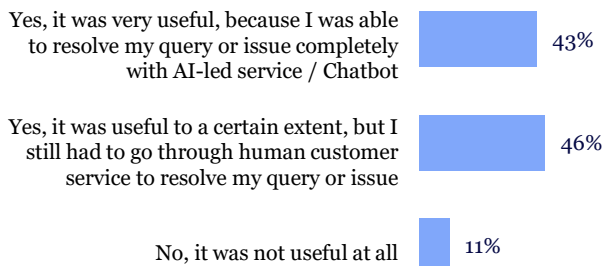 Yes, it was very useful, because I was able
to resolve my query or issue completely
with AI-led service / Chatbot
43%
Yes, it was useful to a certain extent, but I
still had to go through human customer
service to resolve my query or issue
46%
No, it was not useful at all
11%